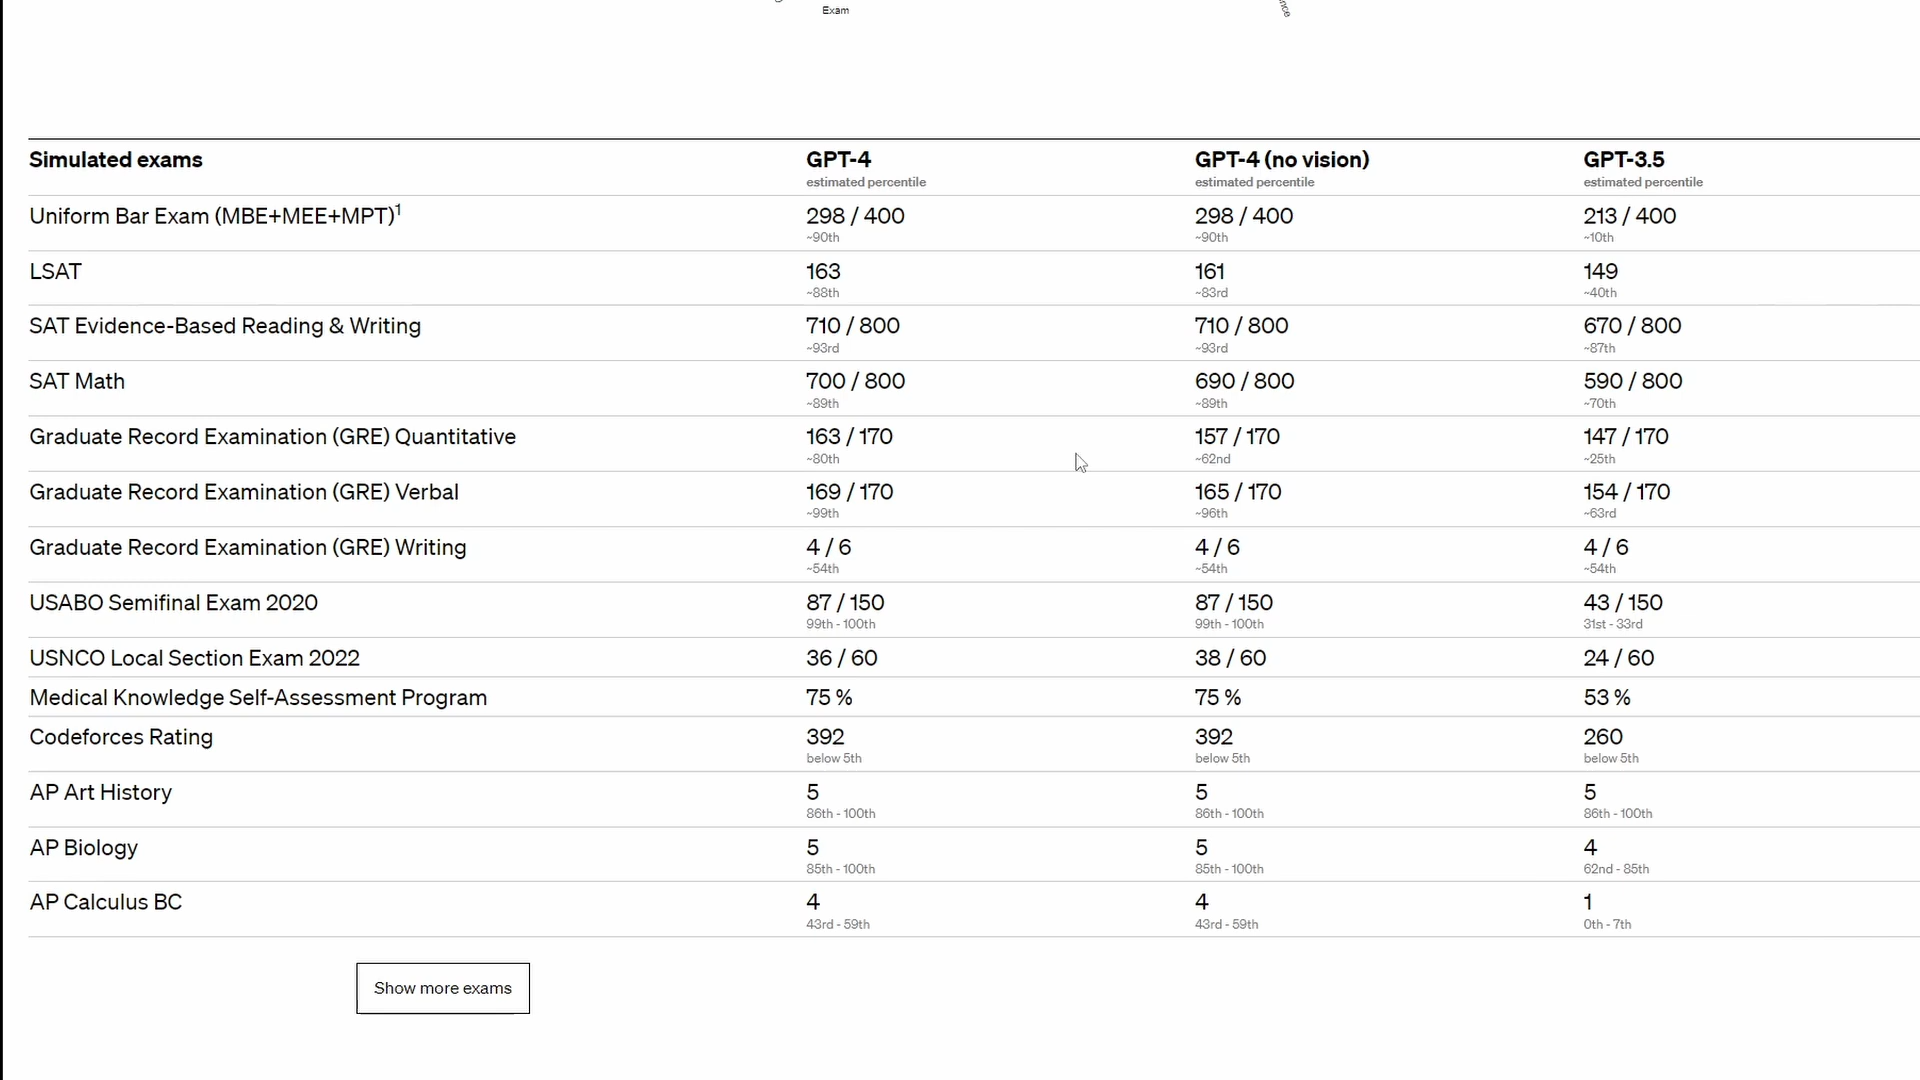 Exam
Simulated exams GPT-4 GPT-4 (no vision) GPT-3.5
estimated percentile estimated percentile estimated percentile
Uniform Bar Exam (MBE+MEE+MPT)1 298 / 400 298 / 400 213 / 400
~90th ~90th ~10th
LSAT 163 161 149
~88th ~83rd ~40th
SAT Evidence-Based Reading & Writing 710 / 800 710 / 800 670 / 800
~93rd ~93rd ~87th
SAT Math 700 / 800 690 / 800 590 / 800
~89th ~89th ~70th
Graduate Record Examination (GRE) Quantitative 163 / 170 157 / 170 147 / 170
~80th ~62nd ~25th
Graduate Record Examination (GRE) Verbal 169 / 170 165 / 170 154 / 170
~99th ~96th ~63rd
Graduate Record Examination (GRE) Writing 4 / 6 4 / 6 4 / 6
~54th ~54th ~54th
USABO Semifinal Exam 2020 87 / 150 87 / 150 43 / 150
99th - 100th 99th - 100th 31st - 33rd
USNCO Local Section Exam 2022 36 / 60 38 / 60 24 / 60
Medical Knowledge Self-Assessment Program 75 % 75 % 53 %
Codeforces Rating 392 392 260
below 5th below 5th below 5th
AP Art History 5 5 5
86th - 100th 86th - 100th 86th - 100th
AP Biology 5 5 4
85th - 100th 85th - 100th 62nd - 85th
AP Calculus BC 4 4 1
43rd - 59th 43rd - 59th 0th - 7th
Show more exams